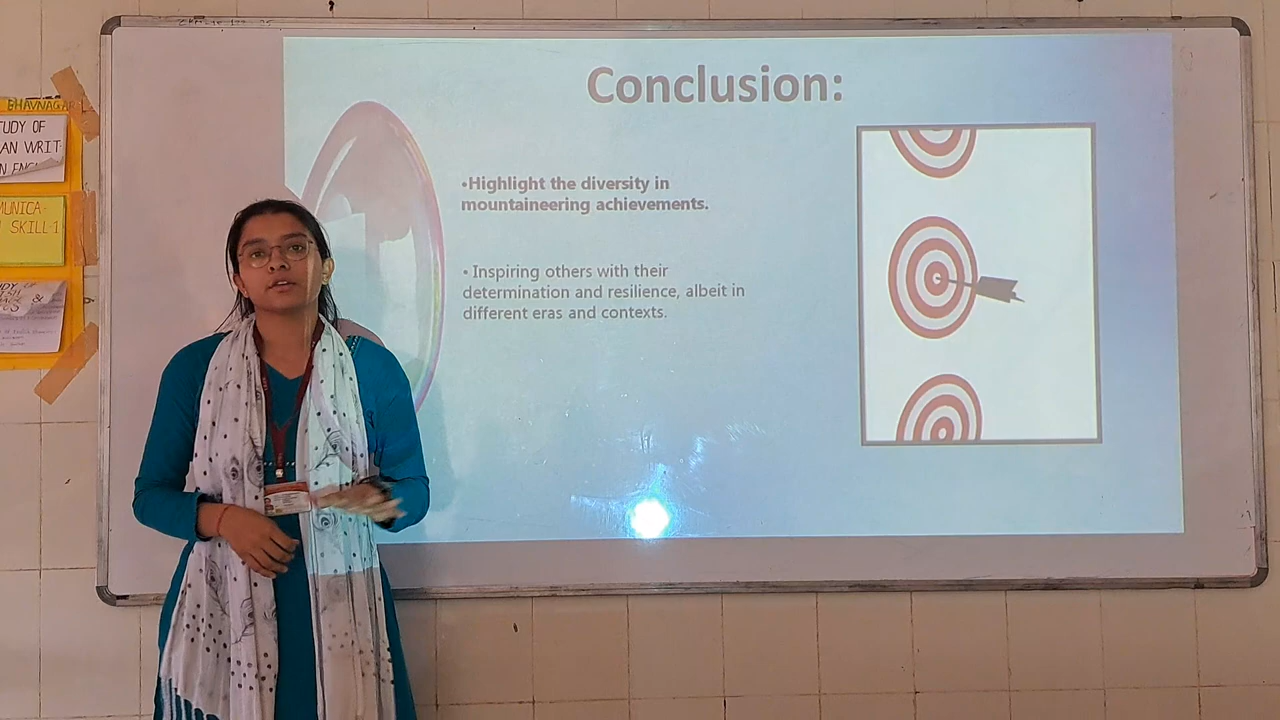 BHAVNAGAR
TUDY OF
AN WRIT-
N ENGL
MUNICA-
SKILL-1
&
Conclusion:
•Highlight the diversity in
mountaineering achievements.
• Inspiring others with their
determination and resilience, albeit in
different eras and contexts.